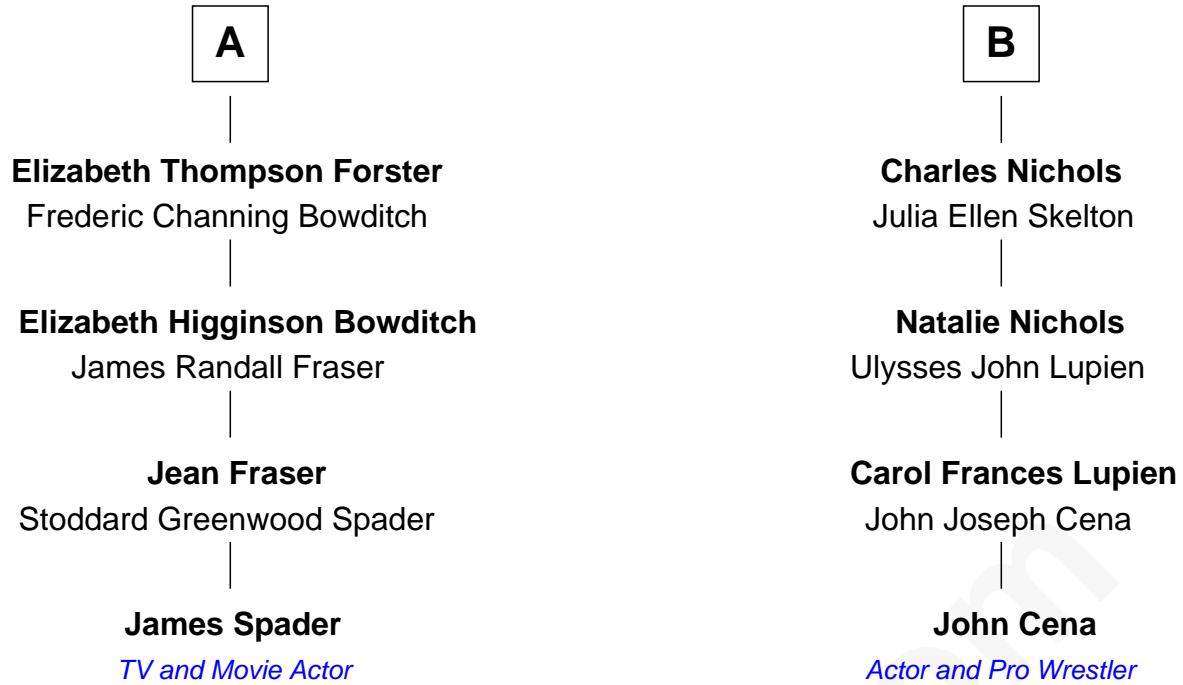 A
Elizabeth Thompson Forster
Frederic Channing Bowditch
Elizabeth Higginson Bowditch
James Randall Fraser
Jean Fraser
Stoddard Greenwood Spader
James Spader
TV and Movie Actor
B
Charles Nichols
Julia Ellen Skelton
Natalie Nichols
Ulysses John Lupien
Carol Frances Lupien
John Joseph Cena
John Cena
Actor and Pro Wrestler